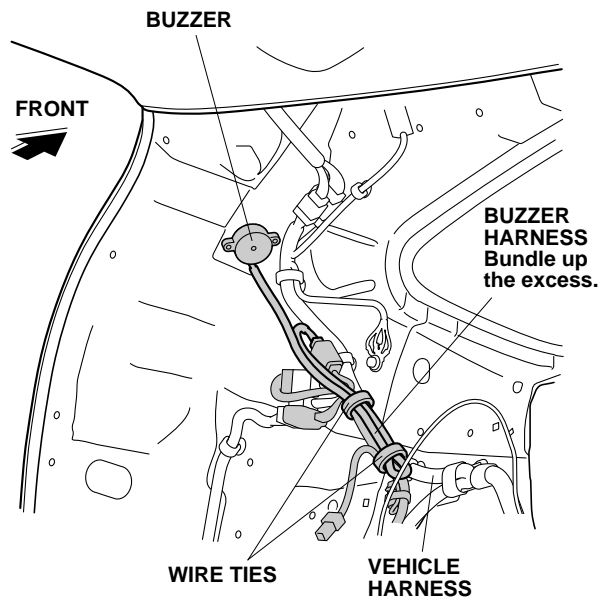 BUZZER
FRONT
BUZZER
HARNESS
Bundle up
the excess.
WIRE TIES
VEHICLE
HARNESS